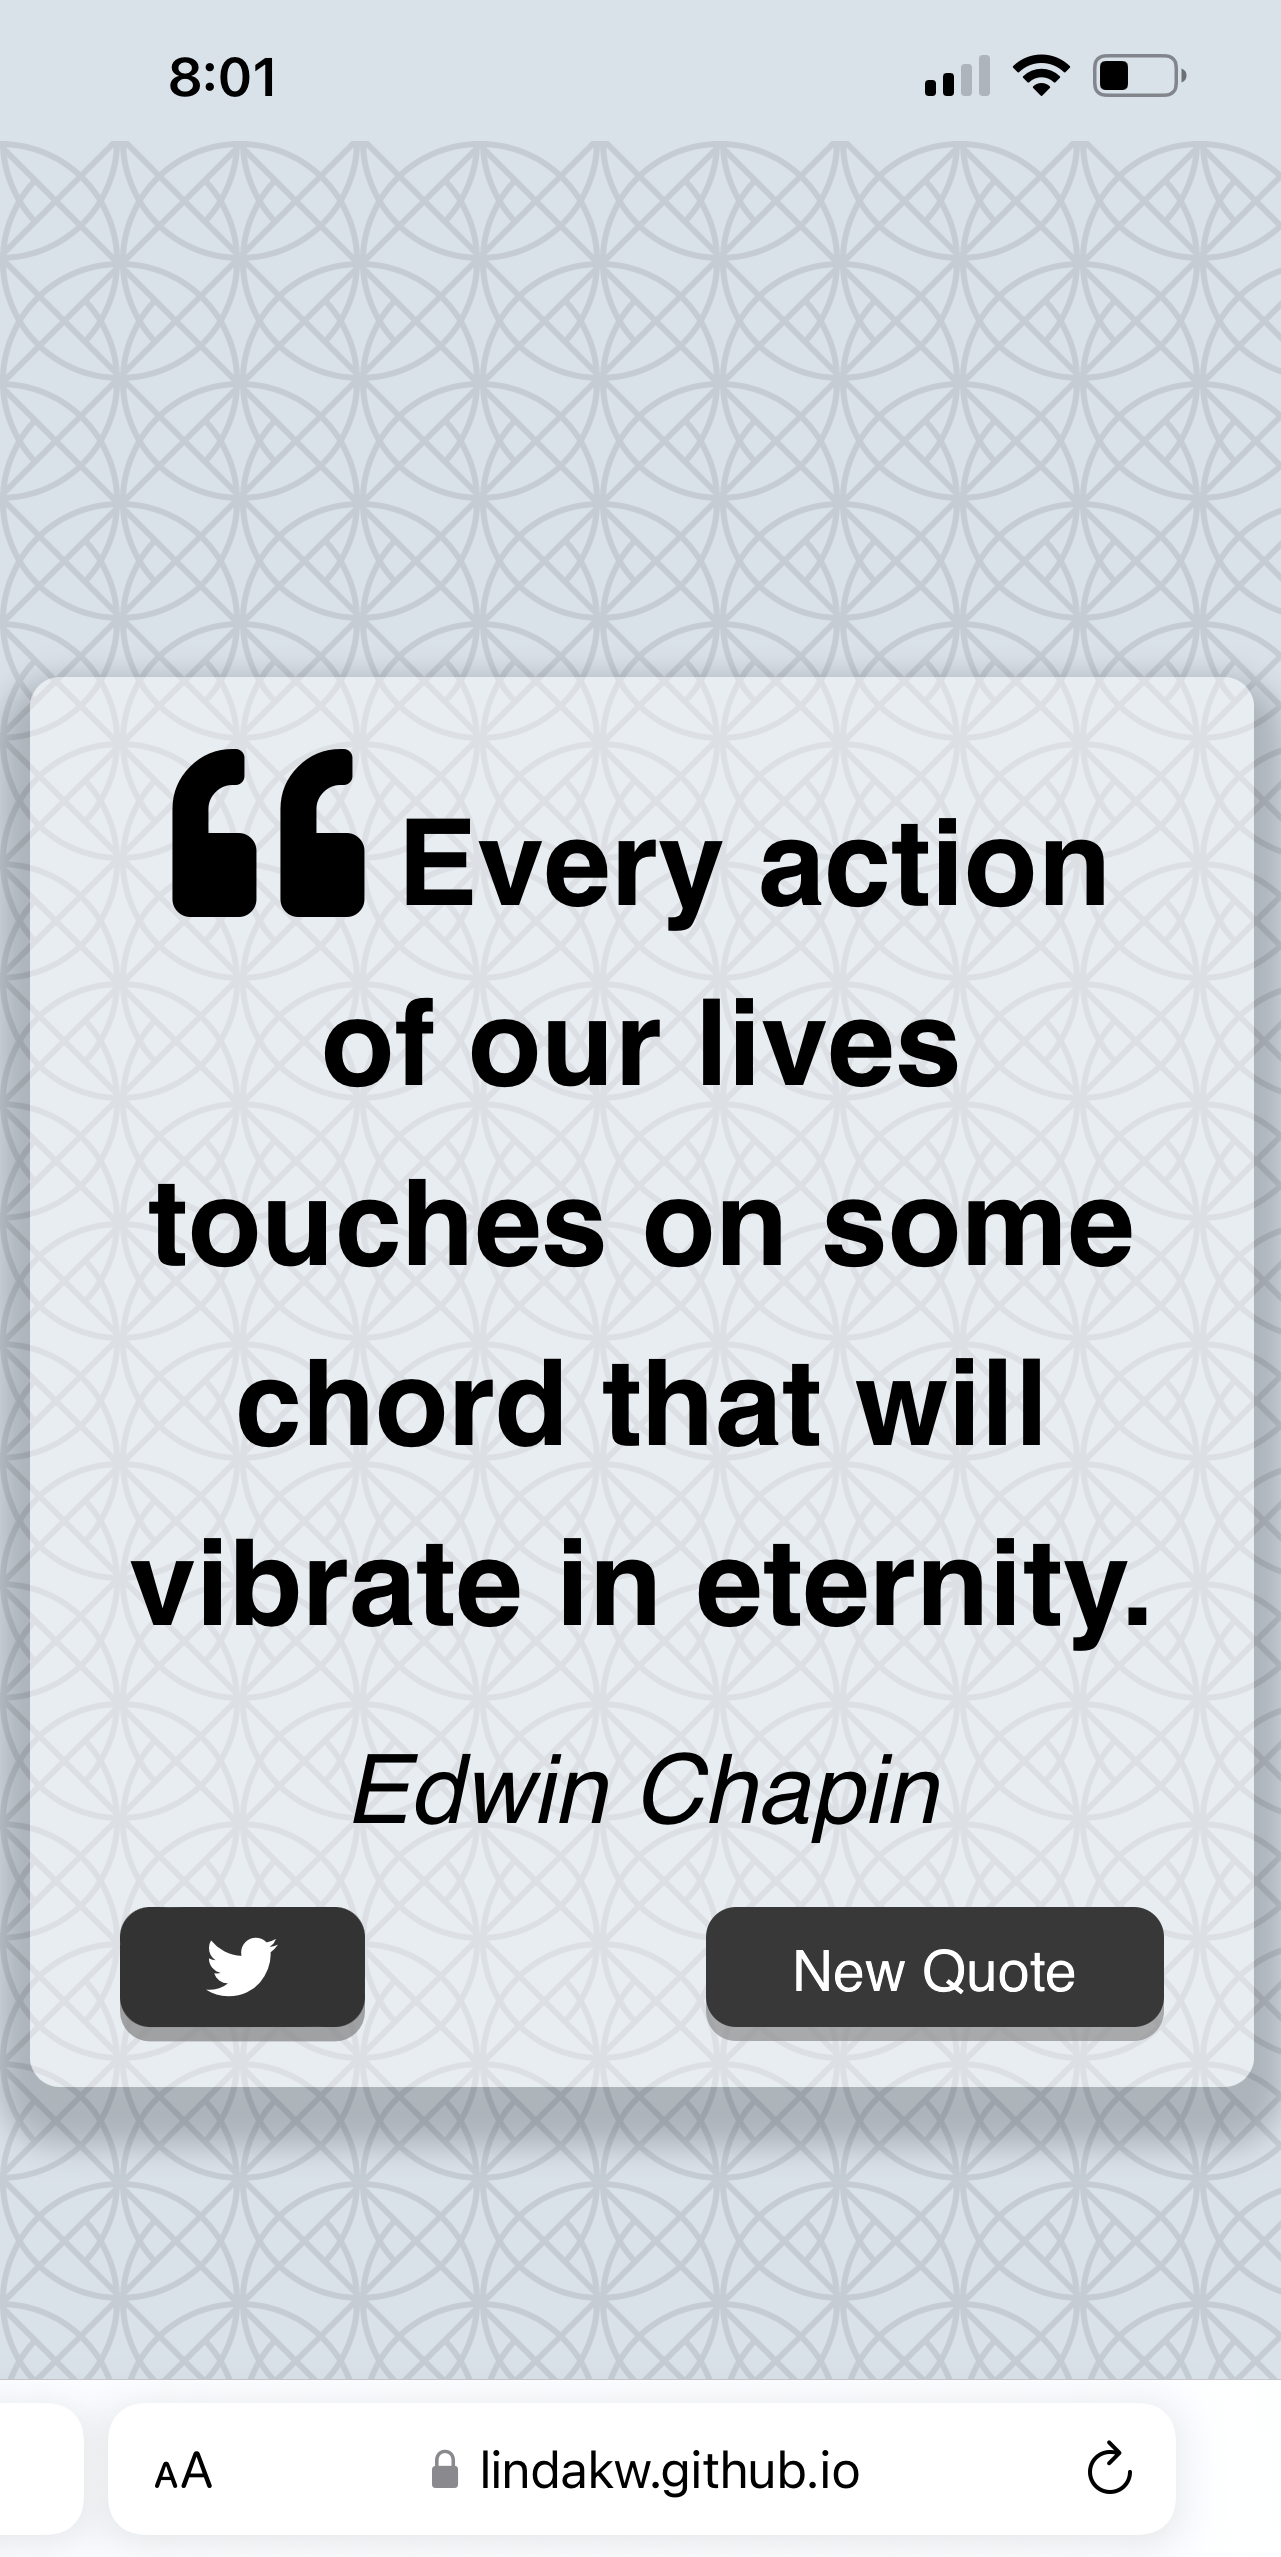 8:01
“ Every action
of our lives
touches on some
chord that will
vibrate in eternity.
Edwin Chapin
New Quote
AA lindakw.github.io